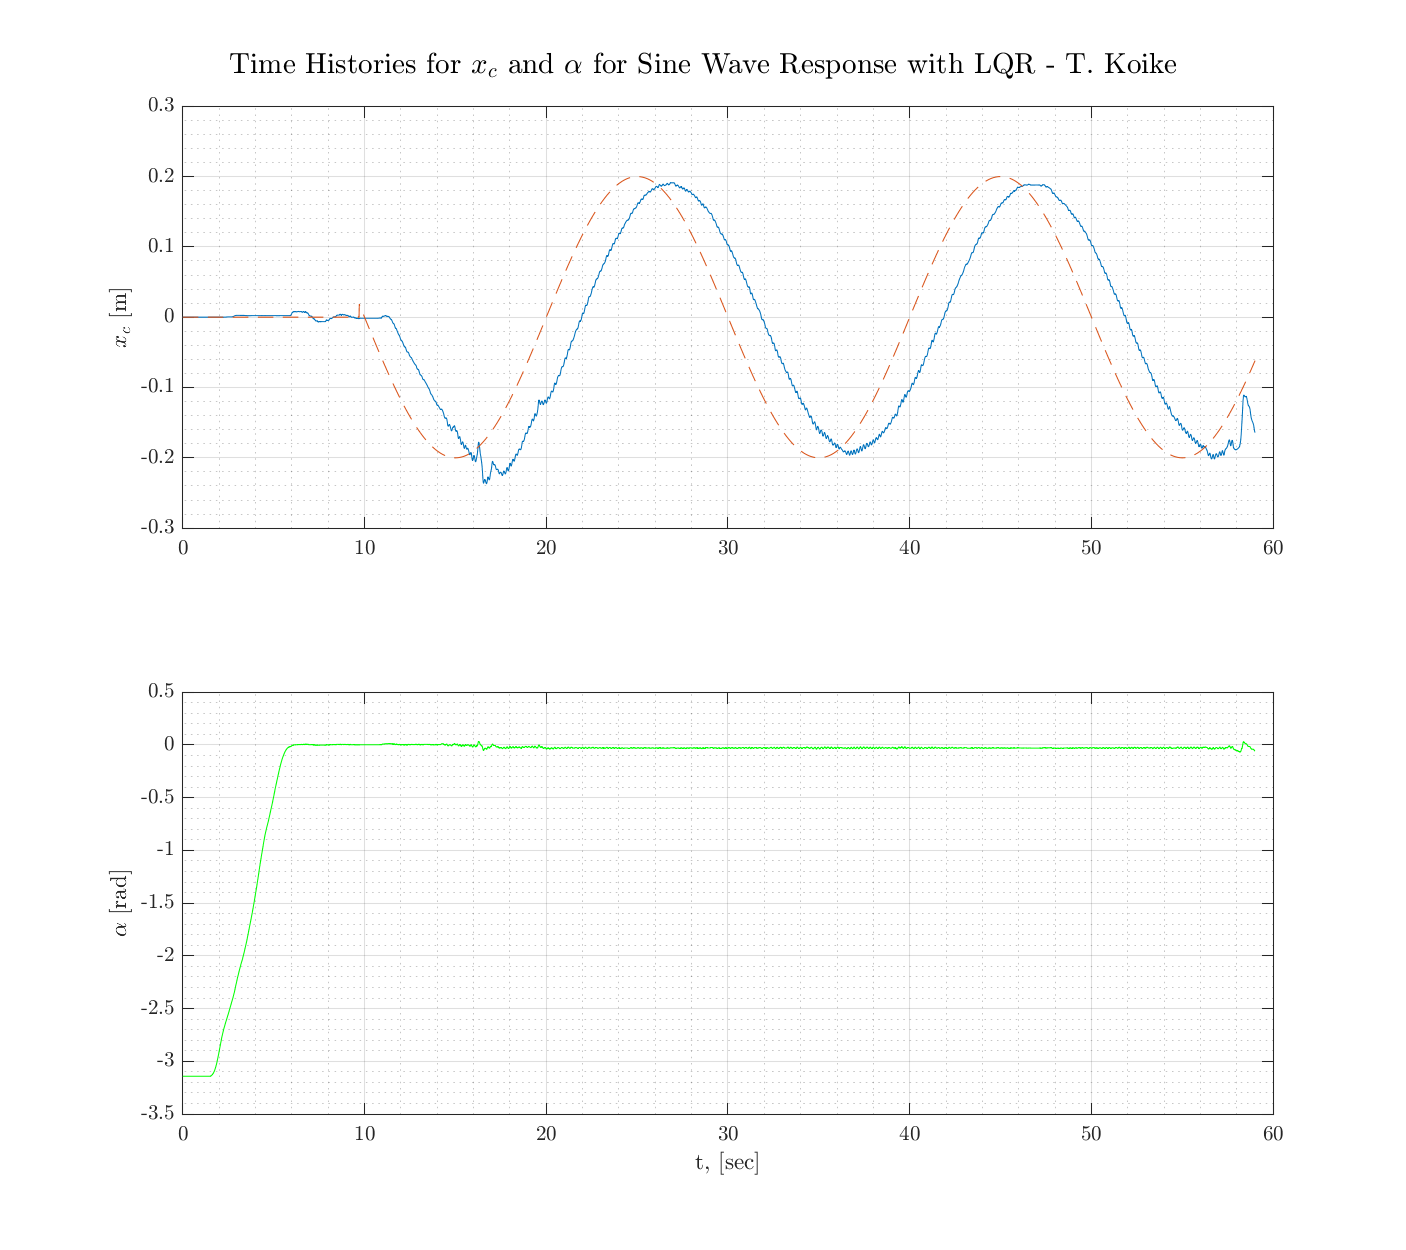 Time Histories for x_c and α for Sine Wave Response with LQR - T. Koike
0.3
0.2
0.1
0
-0.1
-0.2
-0.3
x_c [m]
0 10 20 30 40 50 60
0.5
0
-0.5
-1
-1.5
-2
-2.5
-3
-3.5
α [rad]
0 10 20 30 40 50 60
t, [sec]